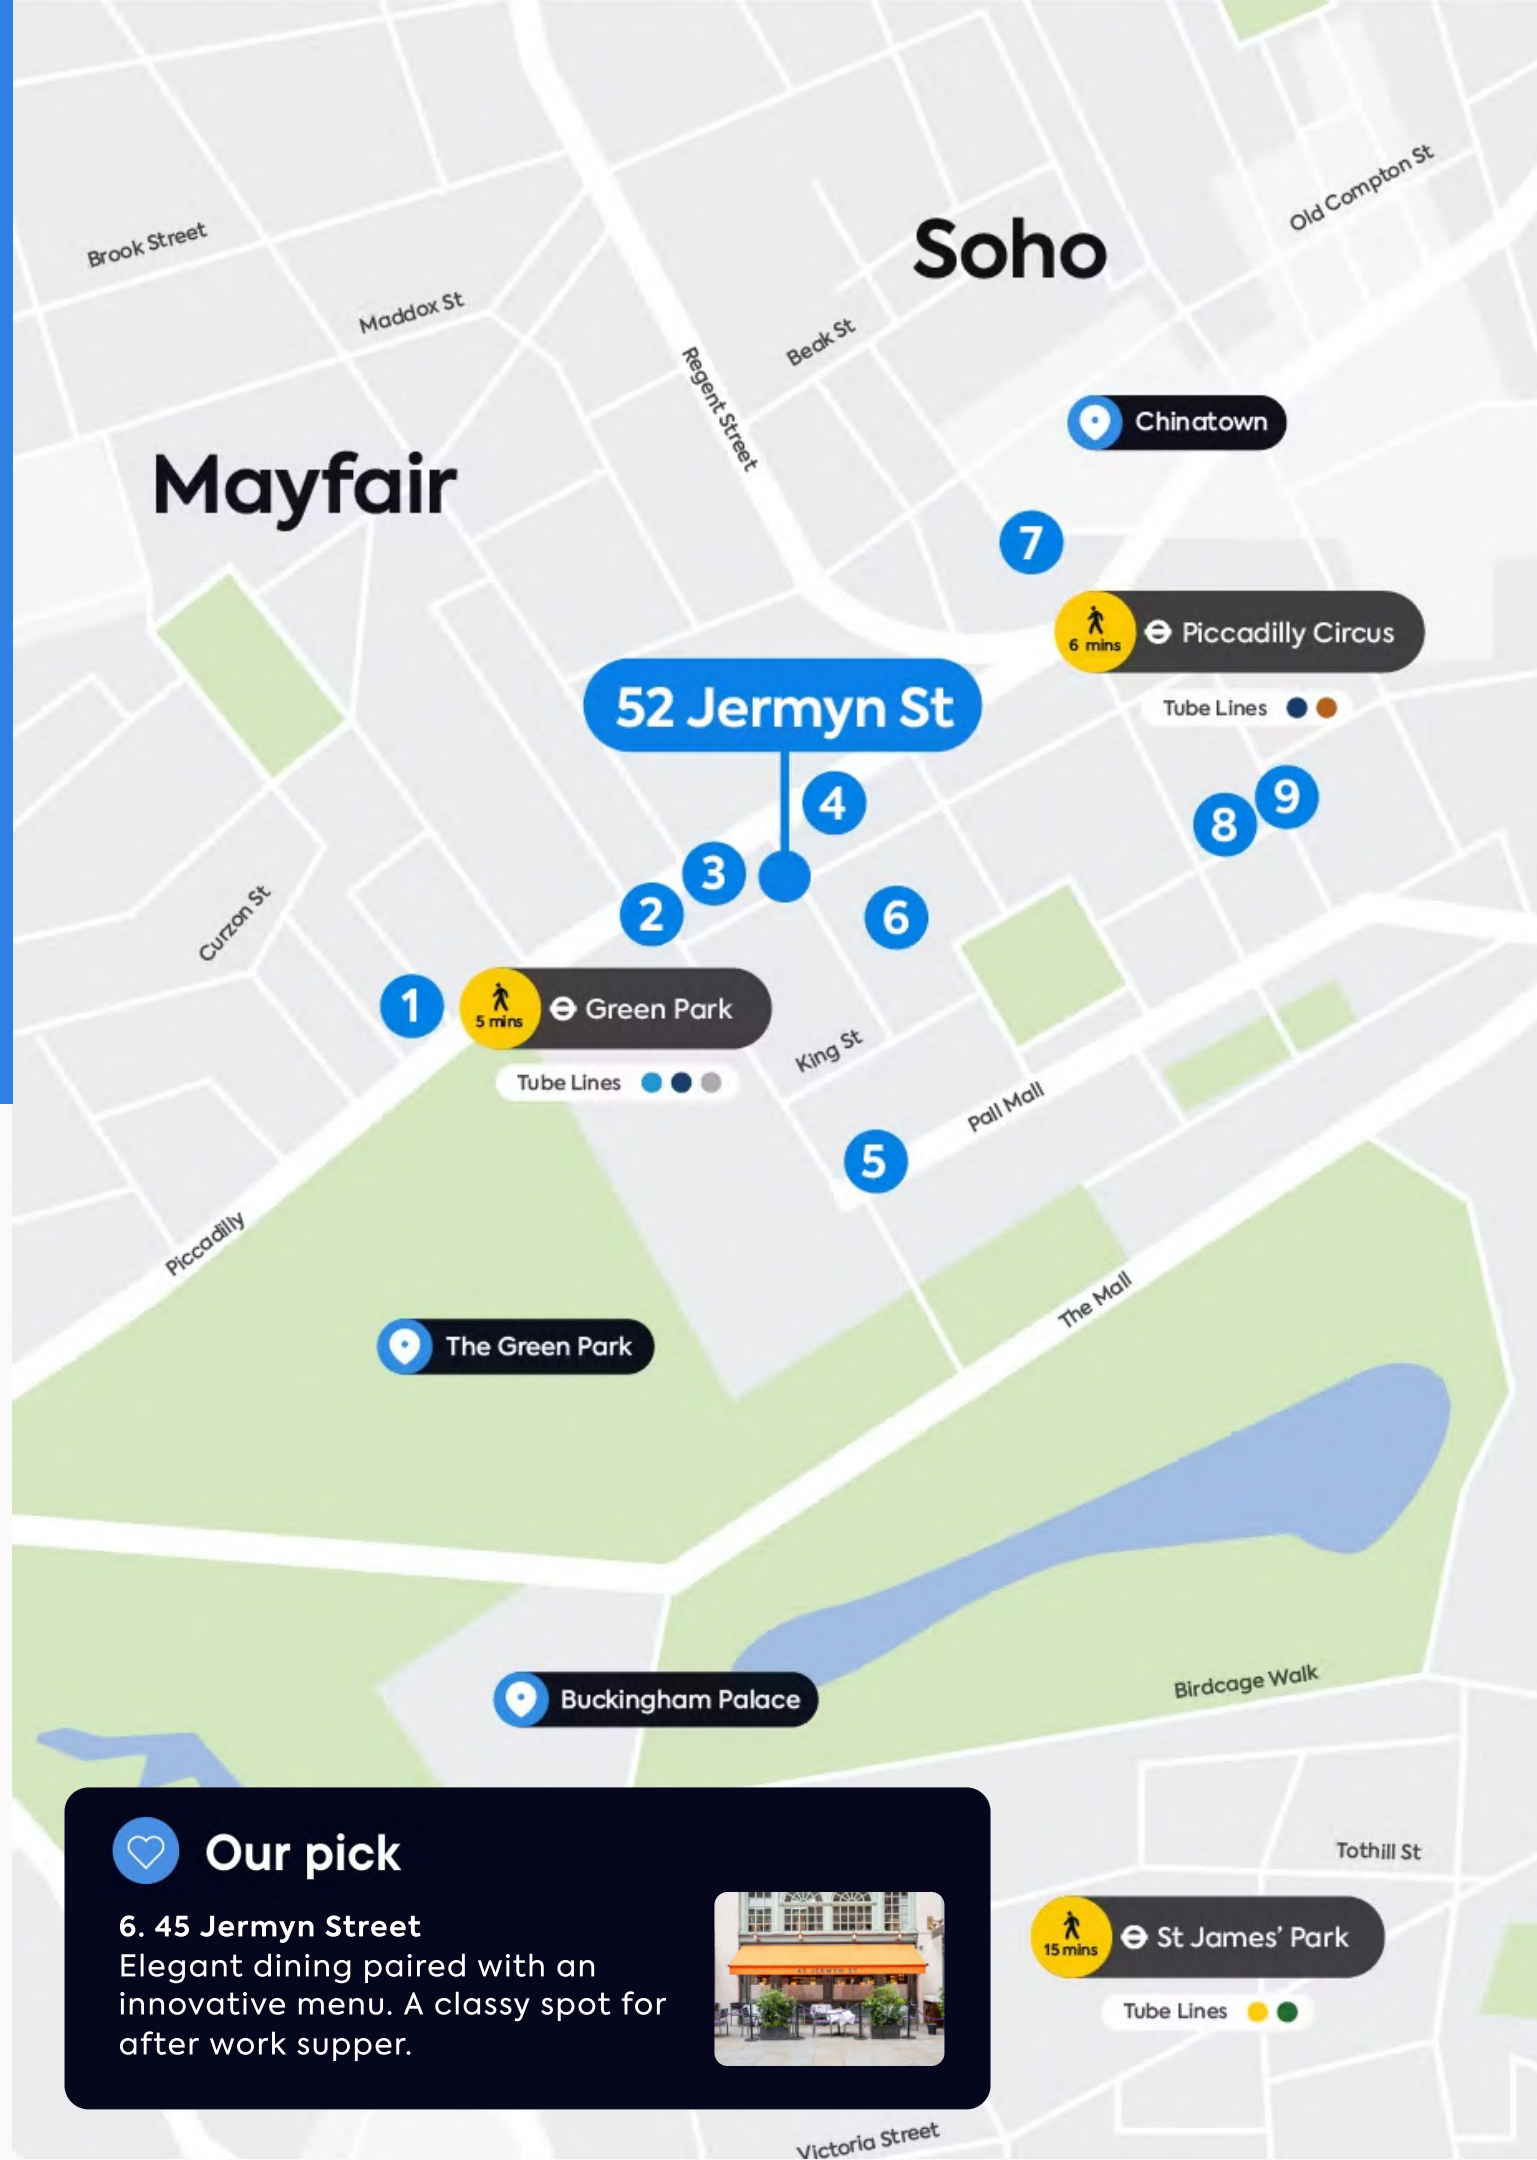 Old Compton St
Soho
Brook Street
Maddox St
Beak St
Regent Street
Chinatown
Mayfair
7
6 mins
Piccadilly Circus
Tube Lines
52 Jermyn St
4
9
8
3
2
6
Curzon St
1
5 mins
Green Park
Tube Lines
King St
Pall Mall
5
Piccadilly
The Mall
The Green Park
Birdcage Walk
Buckingham Palace
Our pick
Tothill St
6. 45 Jermyn Street
Elegant dining paired with an
innovative menu. A classy spot for
after work supper.
15 mins
St James’ Park
Tube Lines
Victoria Street